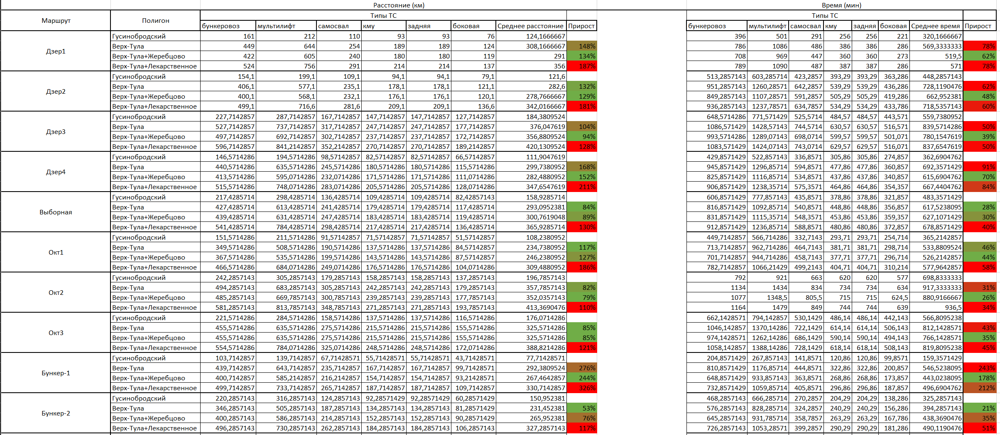 Расстояние (км) Время (мин)
Маршрут Полигон Типы ТС Типы ТС
бункеровоз мультилифт самосвал кму задняя боковая Среднее расстояние Прирост бункеровоз мультилифт самосвал кму задняя боковая Среднее время Прирост
Дзер1
Гусинобродский 161 212 110 93 93 76 124,1666667 396 501 291 256 256 221 320,1666667
Верх-Тула 449 644 254 189 189 124 308,1666667 148% 786 1086 486 386 386 286 569,3333333 78%
Верх-Тула+Жеребцово 422 605 240 180 180 119 291 134% 708 969 447 360 360 273 519,5 62%
Верх-Тула+Лекарственное 524 756 291 214 214 137 356 187% 789 1090 487 387 387 286 571 78%
Дзер2
Гусинобродский 154,1 199,1 109,1 94,1 94,1 79,1 121,6 513,2857143 603,285714 423,2857 393,29 393,29 363,286 448,2857143
Верх-Тула 406,1 577,1 235,1 178,1 178,1 121,1 282,6 132% 951,2857143 1260,28571 642,2857 539,29 539,29 436,286 728,1190476 62%
Верх-Тула+Жеребцово 400,1 568,1 232,1 176,1 176,1 120,1 278,7666667 129% 849,2857143 1107,28571 591,2857 505,29 505,29 419,286 662,952381 48%
Верх-Тула+Лекарственное 499,1 716,6 281,6 209,1 209,1 136,6 342,0166667 181% 936,2857143 1237,78571 634,7857 534,29 534,29 433,786 718,5357143 60%
Дзер3
Гусинобродский 227,7142857 287,7142857 167,7142857 147,7142857 147,7142857 127,7142857 184,3809524 648,5714286 771,571429 525,5714 484,57 484,57 443,571 559,7380952
Верх-Тула 527,7142857 737,7142857 317,7142857 247,7142857 247,7142857 177,7142857 376,047619 104% 1086,571429 1428,57143 744,5714 630,57 630,57 516,571 839,5714286 50%
Верх-Тула+Жеребцово 497,7142857 692,7142857 302,7142857 237,7142857 237,7142857 172,7142857 356,8809524 94% 993,5714286 1289,07143 698,0714 599,57 599,57 501,071 780,1547619 39%
Верх-Тула+Лекарственное 596,7142857 841,2142857 352,2142857 270,7142857 270,7142857 189,2142857 420,1309524 128% 1083,571429 1424,07143 743,0714 629,57 629,57 516,071 837,6547619 50%
Дзер4
Гусинобродский 146,5714286 194,5714286 98,57142857 82,57142857 82,57142857 66,57142857 111,9047619 429,8571429 522,857143 336,8571 305,86 305,86 274,857 362,6904762
Верх-Тула 440,5714286 635,5714286 245,5714286 180,5714286 180,5714286 115,5714286 299,7380952 168% 945,8571429 1296,85714 594,8571 477,86 477,86 360,857 692,3571429 91%
Верх-Тула+Жеребцово 413,5714286 595,0714286 232,0714286 171,5714286 171,5714286 111,0714286 282,4880952 152% 825,8571429 1116,85714 534,8571 437,86 437,86 340,857 615,6904762 70%
Верх-Тула+Лекарственное 515,5714286 748,0714286 283,0714286 205,5714286 205,5714286 128,0714286 347,6547619 211% 906,8571429 1238,35714 575,3571 464,86 464,86 354,357 667,4404762 84%
Выборная
Гусинобродский 217,4285714 298,4285714 136,4285714 109,4285714 109,4285714 82,42857143 158,9285714 606,8571429 777,857143 435,8571 378,86 378,86 321,857 483,3571429
Верх-Тула 427,4285714 613,4285714 241,4285714 179,4285714 179,4285714 117,4285714 293,0952381 84% 816,8571429 1092,85714 540,8571 448,86 448,86 356,857 617,5238095 28%
Верх-Тула+Жеребцово 439,4285714 631,4285714 247,4285714 183,4285714 183,4285714 119,4285714 300,7619048 89% 831,8571429 1115,35714 548,3571 453,86 453,86 359,357 627,1071429 30%
Верх-Тула+Лекарственное 541,4285714 784,4285714 298,4285714 217,4285714 217,4285714 136,4285714 365,9285714 130% 912,8571429 1236,85714 588,8571 480,86 480,86 372,857 678,8571429 40%
Окт1
Гусинобродский 151,5714286 211,5714286 91,57142857 71,57142857 71,57142857 51,57142857 108,2380952 449,7142857 566,714286 332,7143 293,71 293,71 254,714 365,2142857
Верх-Тула 349,5714286 508,5714286 190,5714286 137,5714286 137,5714286 84,57142857 234,7380952 117% 713,7142857 962,714286 464,7143 381,71 381,71 298,714 533,8809524 46%
Верх-Тула+Жеребцово 367,5714286 535,5714286 199,5714286 143,5714286 143,5714286 87,57142857 246,2380952 127% 701,7142857 944,714286 458,7143 377,71 377,71 296,714 526,2142857 44%
Верх-Тула+Лекарственное 466,5714286 684,0714286 249,0714286 176,5714286 176,5714286 104,0714286 309,4880952 186% 782,7142857 1066,21429 499,2143 404,71 404,71 310,214 577,9642857 58%
Окт2
Гусинобродский 242,2857143 305,2857143 179,2857143 158,2857143 158,2857143 137,2857143 196,7857143 792 921 663 620 620 577 698,8333333
Верх-Тула 494,2857143 683,2857143 305,2857143 242,2857143 242,2857143 179,2857143 357,7857143 82% 1134 1434 834 734 734 634 917,3333333 31%
Верх-Тула+Жеребцово 485,2857143 669,7857143 300,7857143 239,2857143 239,2857143 177,7857143 352,0357143 79% 1077 1348,5 805,5 715 715 624,5 880,9166667 26%
Верх-Тула+Лекарственное 581,2857143 813,7857143 348,7857143 271,2857143 271,2857143 193,7857143 413,3690476 110% 1164 1479 849 744 744 639 936,5 34%
Окт3
Гусинобродский 221,5714286 284,5714286 158,5714286 137,5714286 137,5714286 116,5714286 176,0714286 662,1428571 794,142857 530,1429 486,14 486,14 442,143 566,8095238
Верх-Тула 455,5714286 635,5714286 275,5714286 215,5714286 215,5714286 155,5714286 325,5714286 85% 1046,142857 1370,14286 722,1429 614,14 614,14 506,143 812,1428571 43%
Верх-Тула+Жеребцово 455,5714286 635,5714286 275,5714286 215,5714286 215,5714286 155,5714286 325,5714286 85% 974,1428571 1262,14286 686,1429 590,14 590,14 494,143 766,1428571 35%
Верх-Тула+Лекарственное 554,5714286 784,0714286 325,0714286 248,5714286 248,5714286 172,0714286 388,8214286 121% 1058,142857 1388,14286 728,1429 618,14 618,14 508,143 819,8095238 45%
Бункер-1
Гусинобродский 103,7142857 139,7142857 67,71428571 55,71428571 55,71428571 43,71428571 77,71428571 204,8571429 267,857143 141,8571 120,86 120,86 99,8571 159,3571429
Верх-Тула 439,7142857 643,7142857 235,7142857 167,7142857 167,7142857 99,71428571 292,3809524 276% 810,8571429 1176,85714 444,8571 322,86 322,86 200,857 546,5238095 243%
Верх-Тула+Жеребцово 400,7142857 585,2142857 216,2142857 154,7142857 154,7142857 93,21428571 267,4642857 244% 648,8571429 933,857143 363,8571 268,86 268,86 173,857 443,0238095 178%
Верх-Тула+Лекарственное 499,7142857 733,7142857 265,7142857 187,7142857 187,7142857 109,7142857 330,7142857 326% 732,8571429 1059,85714 405,8571 296,86 296,86 187,857 496,6904762 212%
Бункер-2
Гусинобродский 220,2857143 316,2857143 124,2857143 92,28571429 92,28571429 60,28571429 150,952381 468,2857143 666,285714 270,2857 204,29 204,29 138,286 325,2857143
Верх-Тула 346,2857143 505,2857143 187,2857143 134,2857143 134,2857143 81,28571429 231,452381 53% 576,2857143 828,285714 324,2857 240,29 240,29 156,286 394,2857143 21%
Верх-Тула+Жеребцово 400,2857143 586,2857143 214,2857143 152,2857143 152,2857143 90,28571429 265,952381 76% 645,2857143 931,785714 358,7857 263,29 263,29 167,786 438,3690476 35%
Верх-Тула+Лекарственное 496,2857143 730,2857143 262,2857143 184,2857143 184,2857143 106,2857143 327,2857143 117% 726,2857143 1053,28571 399,2857 290,29 290,29 181,286 490,1190476 51%